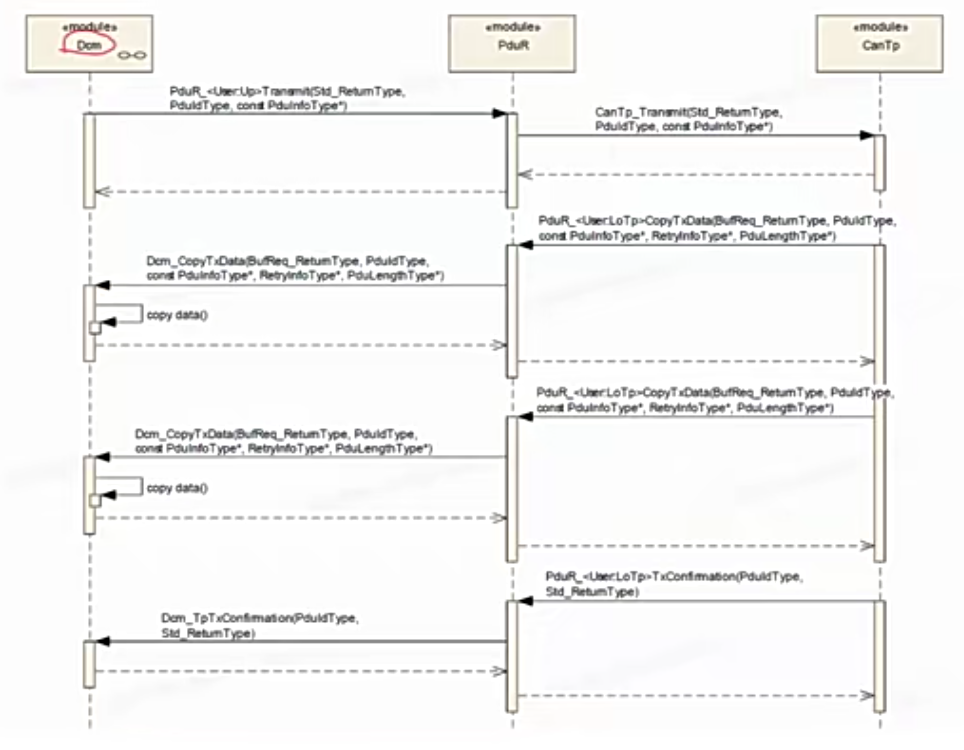 «module»
Dcm
«module»
PduR
«module»
CanTp
PduR_<User:Up>Transmit(Std_ReturnType,
PduIdType, const PduInfoType*)
CanTp_Transmit(Std_ReturnType,
PduIdType, const PduInfoType*)
PduR_<User:LoTp>CopyTxData(BufReq_ReturnType, PduIdType,
const PduInfoType*, RetryInfoType*, PduLengthType*)
Dcm_CopyTxData(BufReq_ReturnType, PduIdType,
const PduInfoType*, RetryInfoType*, PduLengthType*)
copy data()
PduR_<User:LoTp>CopyTxData(BufReq_ReturnType, PduIdType,
const PduInfoType*, RetryInfoType*, PduLengthType*)
Dcm_CopyTxData(BufReq_ReturnType, PduIdType,
const PduInfoType*, RetryInfoType*, PduLengthType*)
copy data()
PduR_<User:LoTp>TxConfirmation(PduIdType,
Std_ReturnType)
Dcm_TpTxConfirmation(PduIdType,
Std_ReturnType)